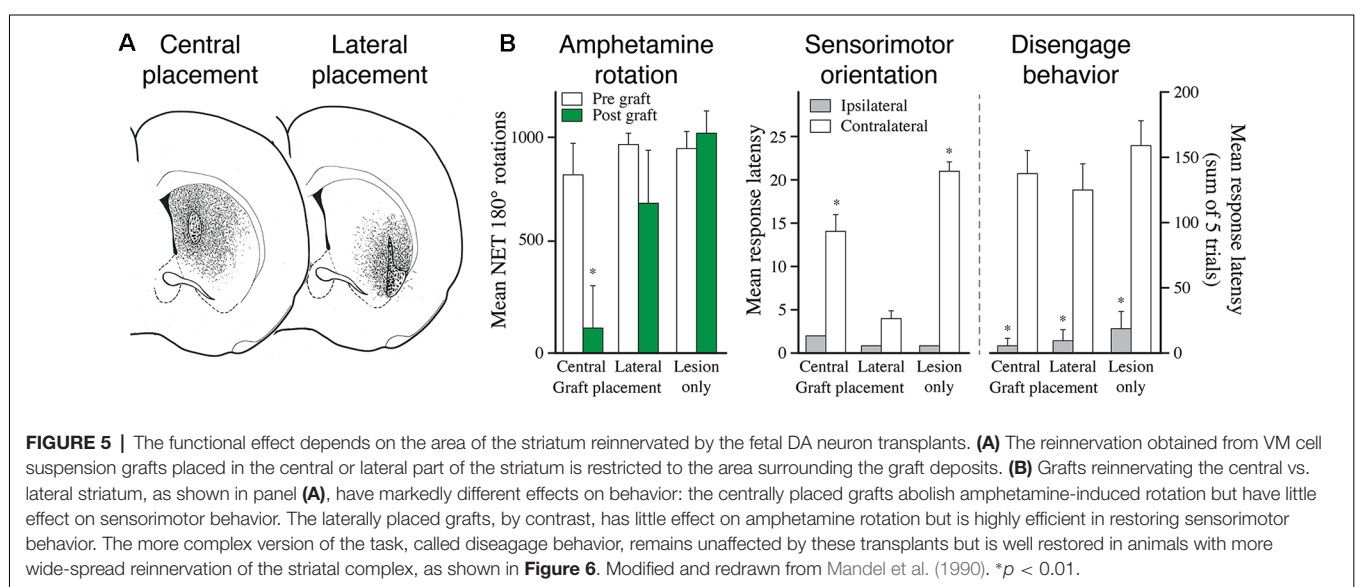 A
Central
placement
Lateral
placement
B
Amphetamine
rotation
Pre graft
Post graft
Mean NET 180° rotations
1000
500
0
Central Lateral Lesion
Graft placement only
Sensorimotor
orientation
Ipsilateral
Contralateral
Mean response latensy
25
20
15
10
5
0
*
*
*
Central Lateral Lesion
Graft placement only
Disengage
behavior
200
150
100
50
0
Mean response latensy
(sum of 5 trials)
*
*
*
Central Lateral Lesion
Graft placement only
FIGURE 5 | The functional effect depends on the area of the striatum reinnervated by the fetal DA neuron transplants. (A) The reinnervation obtained from VM cell
suspension grafts placed in the central or lateral part of the striatum is restricted to the area surrounding the graft deposits. (B) Grafts reinnervating the central vs.
lateral striatum, as shown in panel (A), have markedly different effects on behavior: the centrally placed grafts abolish amphetamine-induced rotation but have little
effect on sensorimotor behavior. The laterally placed grafts, by contrast, has little effect on amphetamine rotation but is highly efficient in restoring sensorimotor
behavior. The more complex version of the task, called diseagage behavior, remains unaffected by these transplants but is well restored in animals with more
wide-spread reinnervation of the striatal complex, as shown in Figure 6. Modified and redrawn from Mandel et al. (1990). *p < 0.01.